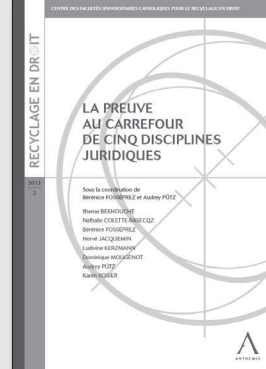 CENTRE DES FACULTÉS UNIVERSITAIRES CATHOLIQUES POUR LE RECYCLAGE EN DROIT
RECYCLAGE EN DROIT
2013
3
LA PREUVE
AU CARREFOUR
DE CINQ DISCIPLINES
JURIDIQUES
Sous la coordination de
Bérénice FOSSÉPREZ et Audrey PÜTZ
Ilheme BEKHOUCHE
Nathalie COLETTE-BASECQZ
Bérénice FOSSÉPREZ
Hervé JACQUEMIN
Ludivine KERZMANN
Dominique MOUGENOT
Audrey PÜTZ
Karen ROSIER
ANTHEMIS